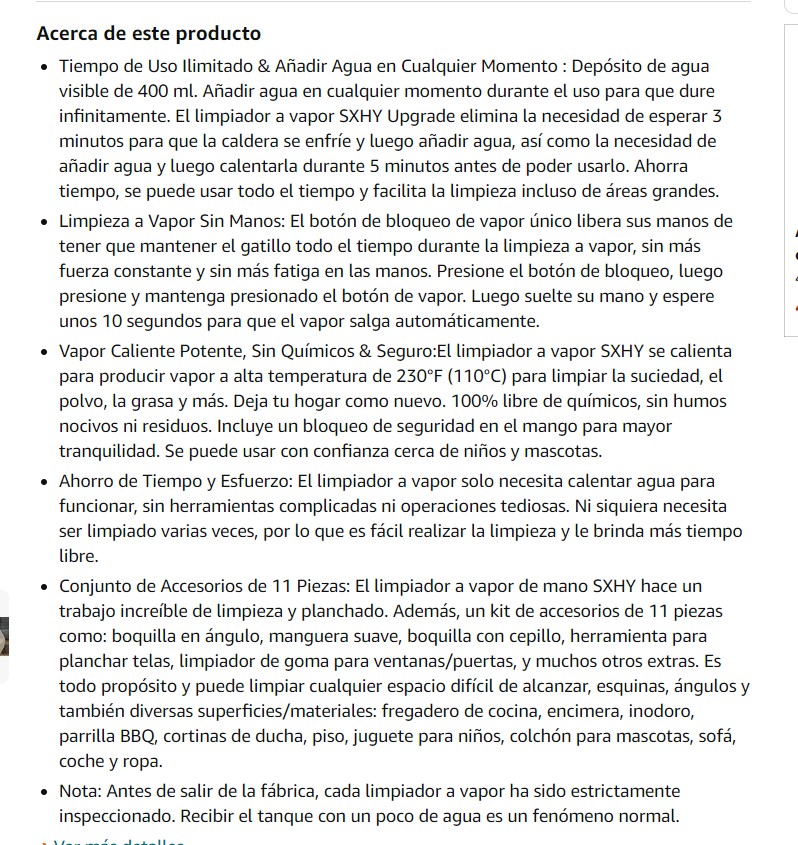 Acerca de este producto
• Tiempo de Uso Ilimitado & Añadir Agua en Cualquier Momento : Depósito de agua
visible de 400 ml. Añadir agua en cualquier momento durante el uso para que dure
infinitamente. El limpiador a vapor SXHY Upgrade elimina la necesidad de esperar 3
minutos para que la caldera se enfríe y luego añadir agua, así como la necesidad de
añadir agua y luego calentarla durante 5 minutos antes de poder usarlo. Ahorra
tiempo, se puede usar todo el tiempo y facilita la limpieza incluso de áreas grandes.
• Limpieza a Vapor Sin Manos: El botón de bloqueo de vapor único libera sus manos de
tener que mantener el gatillo todo el tiempo durante la limpieza a vapor, sin más
fuerza constante y sin más fatiga en las manos. Presione el botón de bloqueo, luego
presione y mantenga presionado el botón de vapor. Luego suelte su mano y espere
unos 10 segundos para que el vapor salga automáticamente.
• Vapor Caliente Potente, Sin Químicos & Seguro:El limpiador a vapor SXHY se calienta
para producir vapor a alta temperatura de 230°F (110°C) para limpiar la suciedad, el
polvo, la grasa y más. Deja tu hogar como nuevo. 100% libre de químicos, sin humos
nocivos ni residuos. Incluye un bloqueo de seguridad en el mango para mayor
tranquilidad. Se puede usar con confianza cerca de niños y mascotas.
• Ahorro de Tiempo y Esfuerzo: El limpiador a vapor solo necesita calentar agua para
funcionar, sin herramientas complicadas ni operaciones tediosas. Ni siquiera necesita
ser limpiado varias veces, por lo que es fácil realizar la limpieza y le brinda más tiempo
libre.
• Conjunto de Accesorios de 11 Piezas: El limpiador a vapor de mano SXHY hace un
trabajo increíble de limpieza y planchado. Además, un kit de accesorios de 11 piezas
como: boquilla en ángulo, manguera suave, boquilla con cepillo, herramienta para
planchar telas, limpiador de goma para ventanas/puertas, y muchos otros extras. Es
todo propósito y puede limpiar cualquier espacio difícil de alcanzar, esquinas, ángulos y
también diversas superficies/materiales: fregadero de cocina, encimera, inodoro,
parrilla BBQ, cortinas de ducha, piso, juguete para niños, colchón para mascotas, sofá,
coche y ropa.
• Nota: Antes de salir de la fábrica, cada limpiador a vapor ha sido estrictamente
inspeccionado. Recibir el tanque con un poco de agua es un fenómeno normal.
Ver más detalles